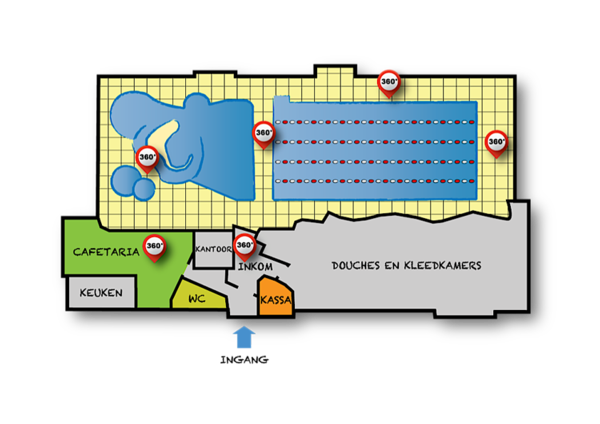 360°
360°
360°
360°
360°
360°
CAFETARIA
KANTOOR
INKOM
DOUCHES EN KLEEDKAMERS
KEUKEN
WC
KASSA
INGANG